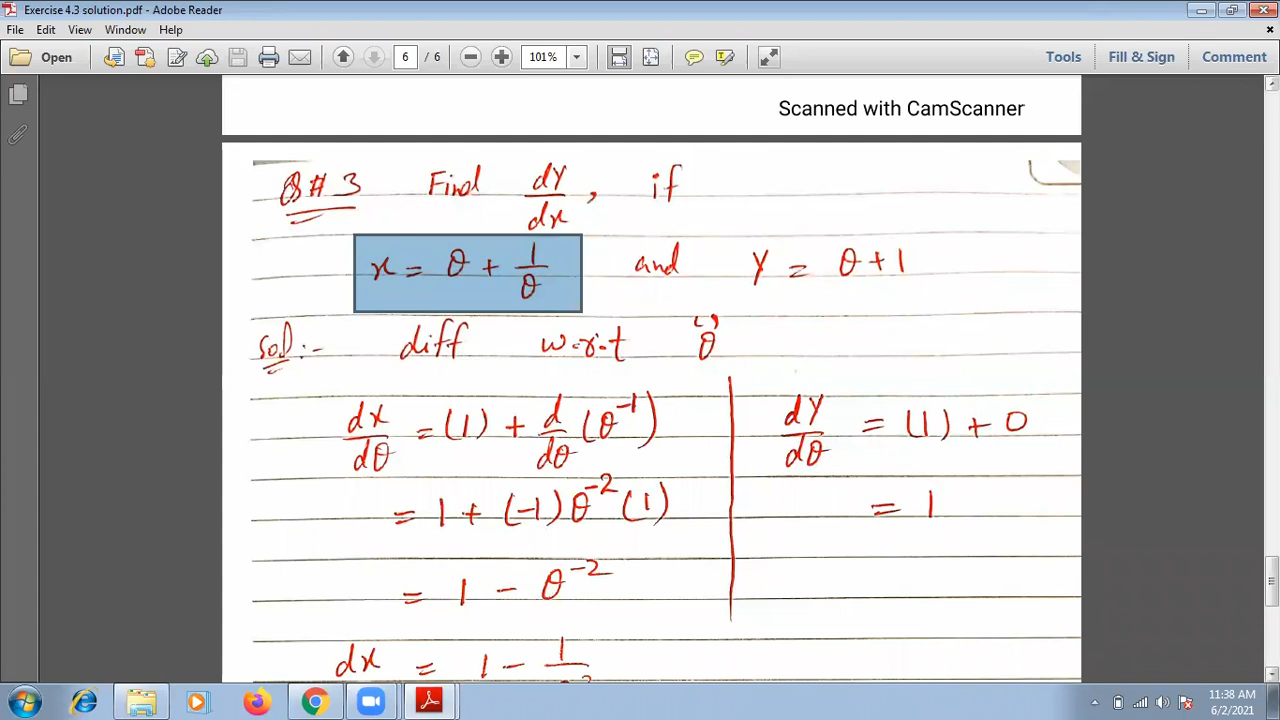 Exercise 4.3 solution.pdf - Adobe Reader
File Edit View Window Help
Open 6 / 6 101% Tools Fill & Sign Comment
Scanned with CamScanner
Q # 3 Find dy/dx, if
x = θ + 1/θ and y = θ + 1
Sol:- diff w.r.t 'θ'
dx/dθ = (1) + d/dθ (θ⁻¹) dy/dθ = (1) + 0
= 1 + (-1) θ⁻² (1) = 1
= 1 - θ⁻²
dx = 1 - 1
11:38 AM
6/2/2021